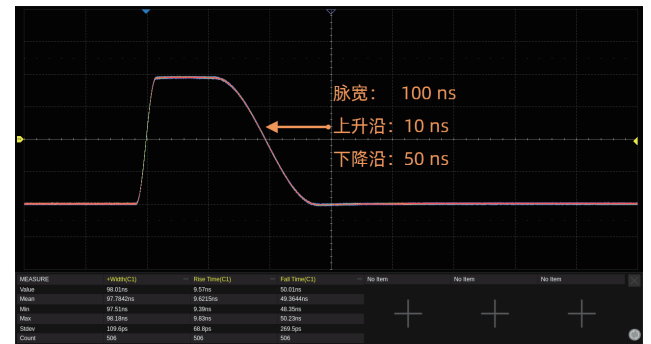 脉宽： 100 ns
上升沿：10 ns
下降沿：50 ns
MEASURE +Width(C1) Rise Time(C1) Fall Time(C1) No Item No Item No Item
Value 98.01ns 9.57ns 50.01ns
Mean 97.7842ns 9.6215ns 49.3644ns
Min 97.51ns 9.39ns 48.35ns
Max 98.18ns 9.83ns 50.23ns
Stdev 109.6ps 68.8ps 269.5ps
Count 506 506 506